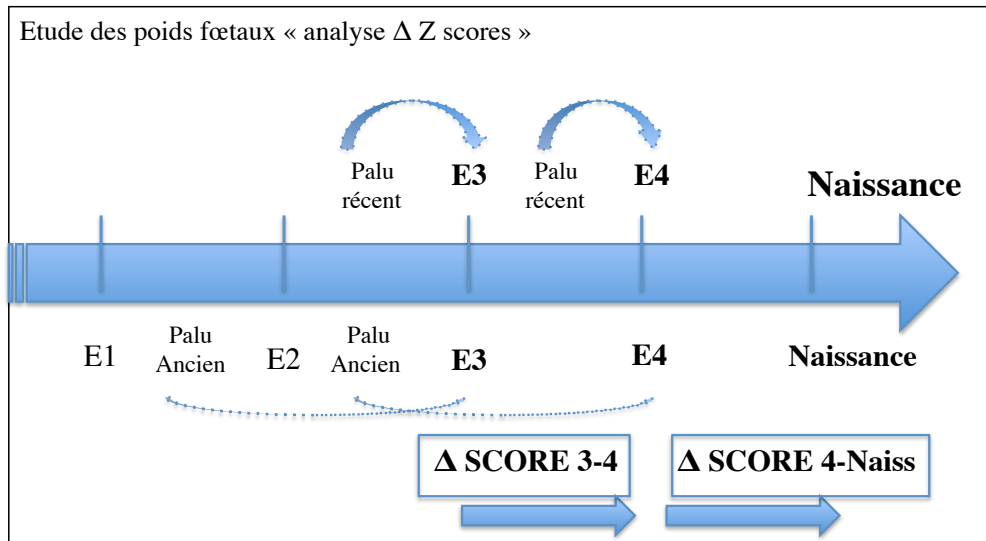 Etude des poids fœtaux « analyse Δ Z scores »
Palu
récent
E3
Palu
récent
E4
Naissance
E1
Palu
Ancien
E2
Palu
Ancien
E3
E4
Naissance
Δ SCORE 3-4
Δ SCORE 4-Naiss